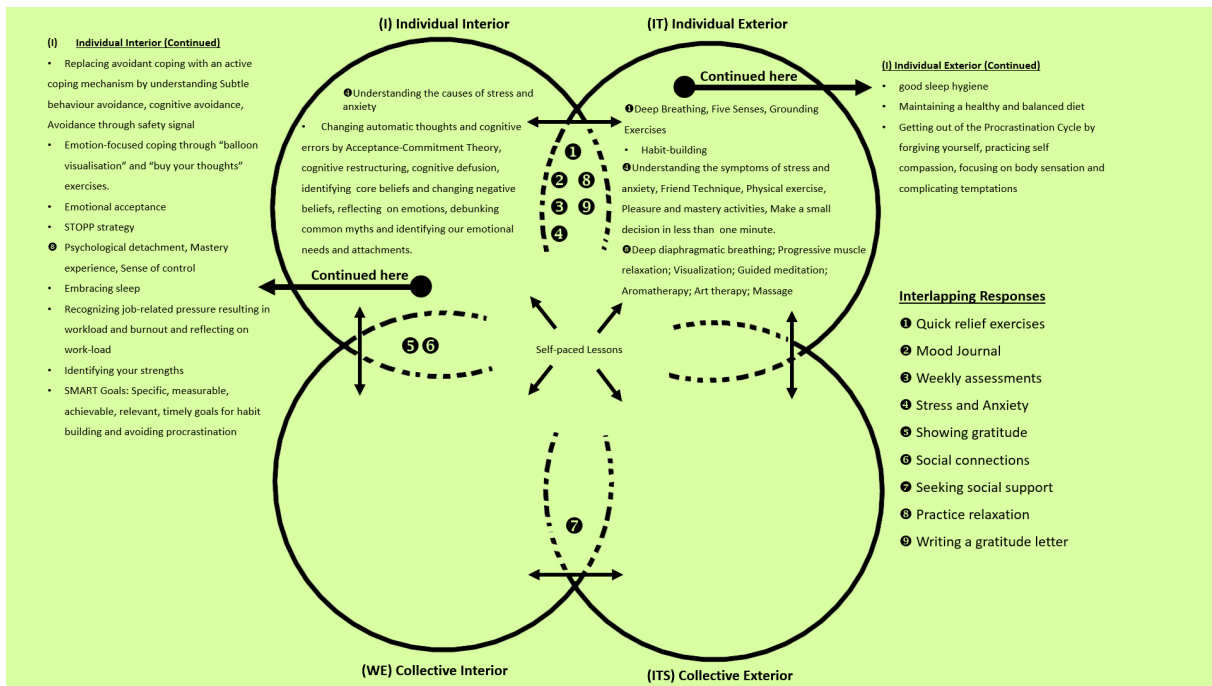 (I) Individual Interior
(IT) Individual Exterior
(I) Individual Interior (Continued)
• Replacing avoidant coping with an active
coping mechanism by understanding Subtle
behaviour avoidance, cognitive avoidance,
Avoidance through safety signal
• Emotion-focused coping through “balloon
visualisation” and “buy your thoughts”
exercises.
• Emotional acceptance
• STOPP strategy
❽ Psychological detachment, Mastery
experience, Sense of control
• Embracing sleep
• Recognizing job-related pressure resulting in
workload and burnout and reflecting on
work-load
• Identifying your strengths
• SMART Goals: Specific, measurable,
achievable, relevant, timely goals for habit
building and avoiding procrastination
❹Understanding the causes of stress and
anxiety
• Changing automatic thoughts and cognitive
errors by Acceptance-Commitment Theory,
cognitive restructuring, cognitive defusion,
identifying core beliefs and changing negative
beliefs, reflecting on emotions, debunking
common myths and identifying our emotional
needs and attachments.
Continued here
❶
❷ ❽
❸ ❾
❹
Continued here
❶Deep Breathing, Five Senses, Grounding
Exercises
• Habit-building
❹Understanding the symptoms of stress and
anxiety, Friend Technique, Physical exercise,
Pleasure and mastery activities, Make a small
decision in less than one minute.
❽Deep diaphragmatic breathing; Progressive muscle
relaxation; Visualization; Guided meditation;
Aromatherapy; Art therapy; Massage
(I) Individual Exterior (Continued)
• good sleep hygiene
• Maintaining a healthy and balanced diet
• Getting out of the Procrastination Cycle by
forgiving yourself, practicing self
compassion, focusing on body sensation and
complicating temptations
❺❻
Self-paced Lessons
❼
Interlapping Responses
❶ Quick relief exercises
❷ Mood Journal
❸ Weekly assessments
❹ Stress and Anxiety
❺ Showing gratitude
❻ Social connections
❼ Seeking social support
❽ Practice relaxation
❾ Writing a gratitude letter
(WE) Collective Interior
(ITS) Collective Exterior